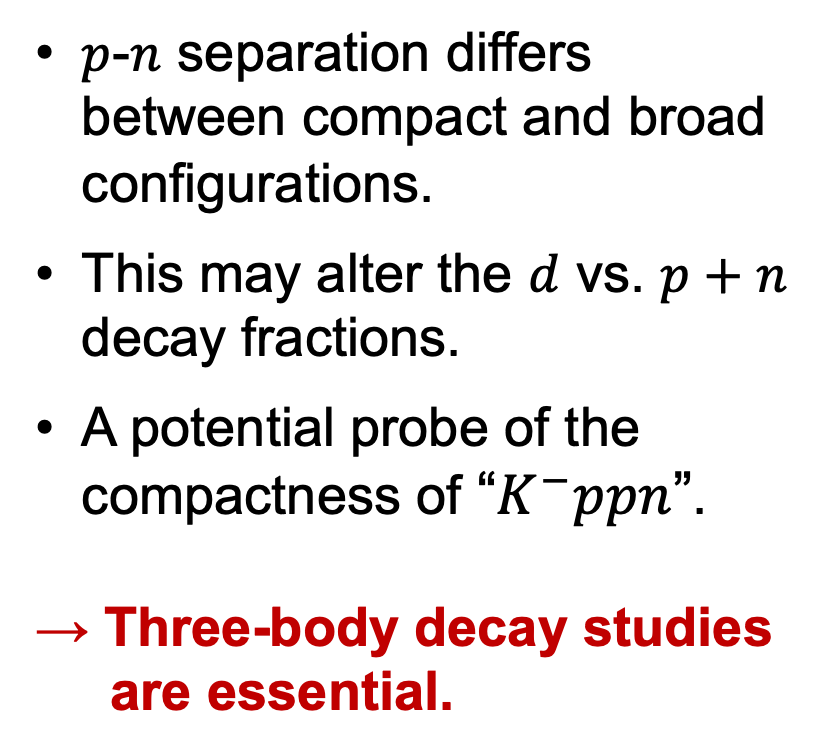 • p-n separation differs
between compact and broad
configurations.
• This may alter the d vs. p + n
decay fractions.
• A potential probe of the
compactness of “K⁻ppn”.
→ Three-body decay studies
are essential.